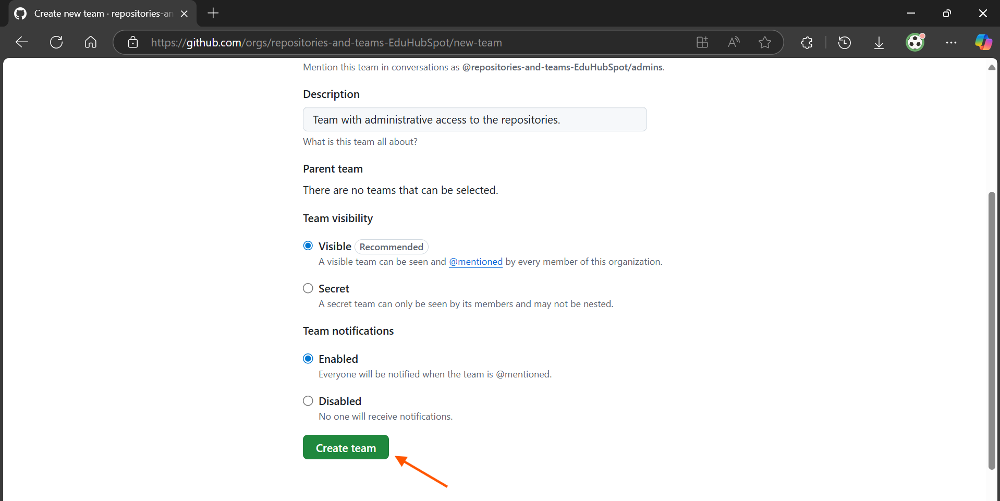 Create new team · repositories-an
https://github.com/orgs/repositories-and-teams-EduHubSpot/new-team
Mention this team in conversations as @repositories-and-teams-EduHubSpot/admins.
Description
Team with administrative access to the repositories.
What is this team all about?
Parent team
There are no teams that can be selected.
Team visibility
Visible Recommended
A visible team can be seen and @mentioned by every member of this organization.
Secret
A secret team can only be seen by its members and may not be nested.
Team notifications
Enabled
Everyone will be notified when the team is @mentioned.
Disabled
No one will receive notifications.
Create team